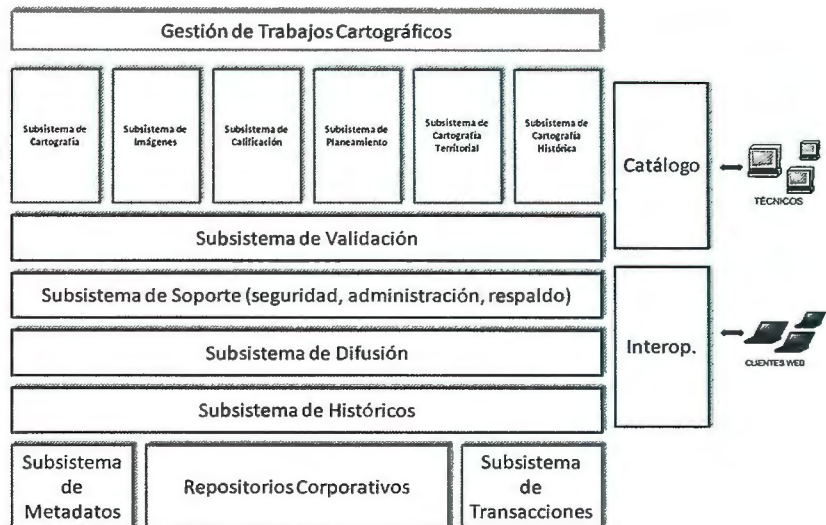 Gestión de Trabajos Cartográficos
Subsistema de
Cartografía
Subsistema de
Imágenes
Subsistema de
Calificación
Subsistema de
Planeamiento
Subsistema de
Cartografía
Territorial
Subsistema de
Cartografía
Histórica
Catálogo
TÉCNICOS
Subsistema de Validación
Subsistema de Soporte (seguridad, administración, respaldo)
Subsistema de Difusión
Interop.
CLIENTES WEB
Subsistema de Históricos
Subsistema
de
Metadatos
Repositorios Corporativos
Subsistema
de
Transacciones